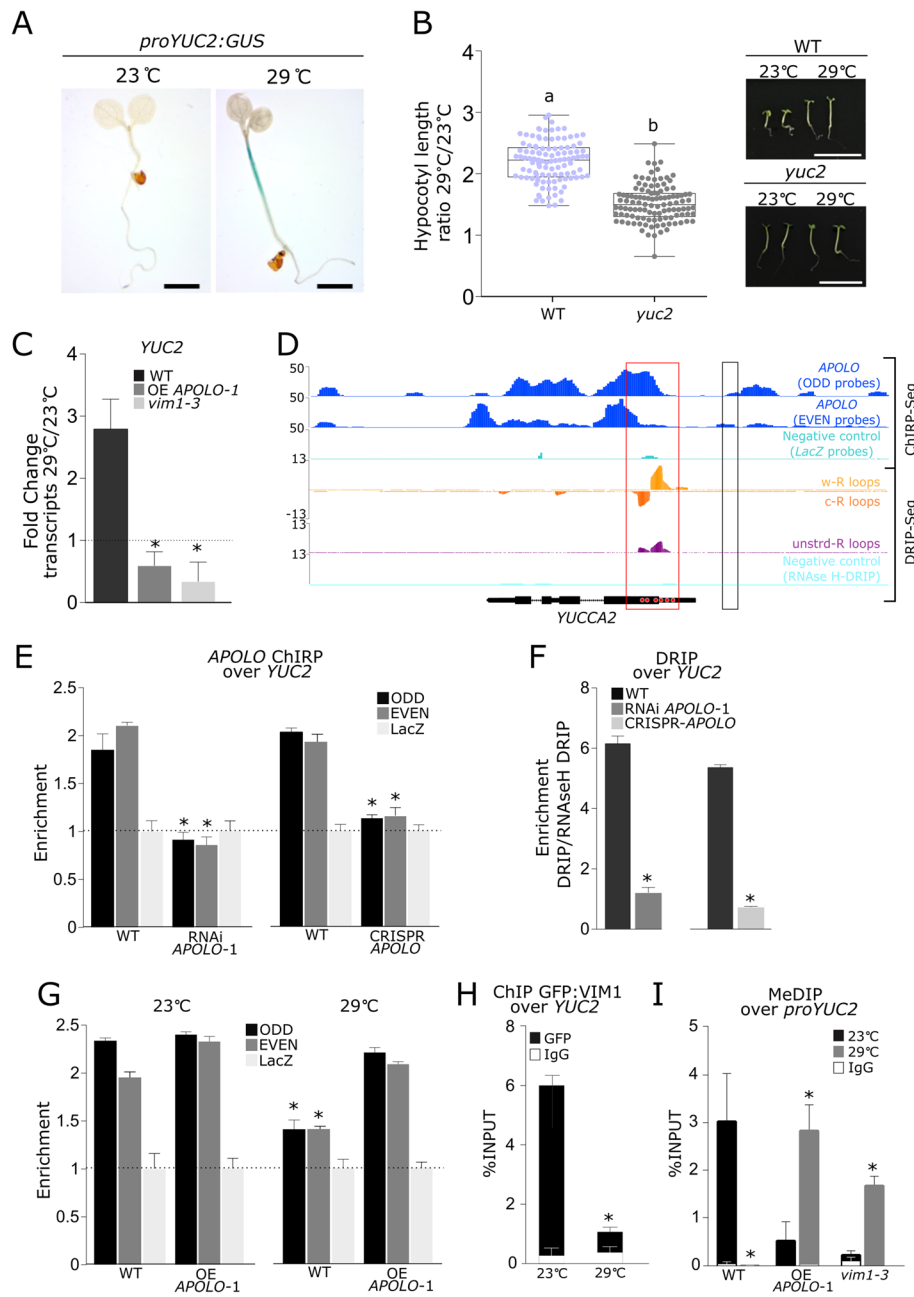 A
proYUC2:GUS
23℃
29℃
B
Hypocotyl length
ratio 29℃/23℃
4
3
2
1
0
a
b
WT
yuc2
WT
23℃
29℃
yuc2
23℃
29℃
C
YUC2
Fold Change
transcripts 29℃/23℃
4
3
2
1
0
WT
OE APOLO-1
vim1-3
*
*
D
50
APOLO
(ODD probes)
50
APOLO
(EVEN probes)
50
Negative control
(LacZ probes)
13
w-R loops
c-R loops
-13
13
unstrd-R loops
13
Negative control
(RNAse H-DRIP)
YUCCA2
ChIRP-Seq
DRIP-Seq
E
APOLO ChIRP
over YUC2
Enrichment
2.5
2
1.5
1
0.5
0
ODD
EVEN
LacZ
* *
* *
WT
RNAi
APOLO-1
WT
CRISPR
APOLO
F
DRIP
over YUC2
Enrichment
DRIP/RNAseH DRIP
8
6
4
2
0
WT
RNAi APOLO-1
CRISPR-APOLO
*
*
G
23℃
29℃
Enrichment
2.5
2
1.5
1
0.5
ODD
EVEN
LacZ
* *
WT
OE
APOLO-1
WT
OE
APOLO-1
H
ChIP GFP:VIM1
over YUC2
%INPUT
8
6
4
2
0
GFP
IgG
*
23℃
29℃
I
MeDIP
over proYUC2
%INPUT
5
4
3
2
1
0
23℃
29℃
IgG
*
*
*
WT
OE
APOLO-1
vim1-3